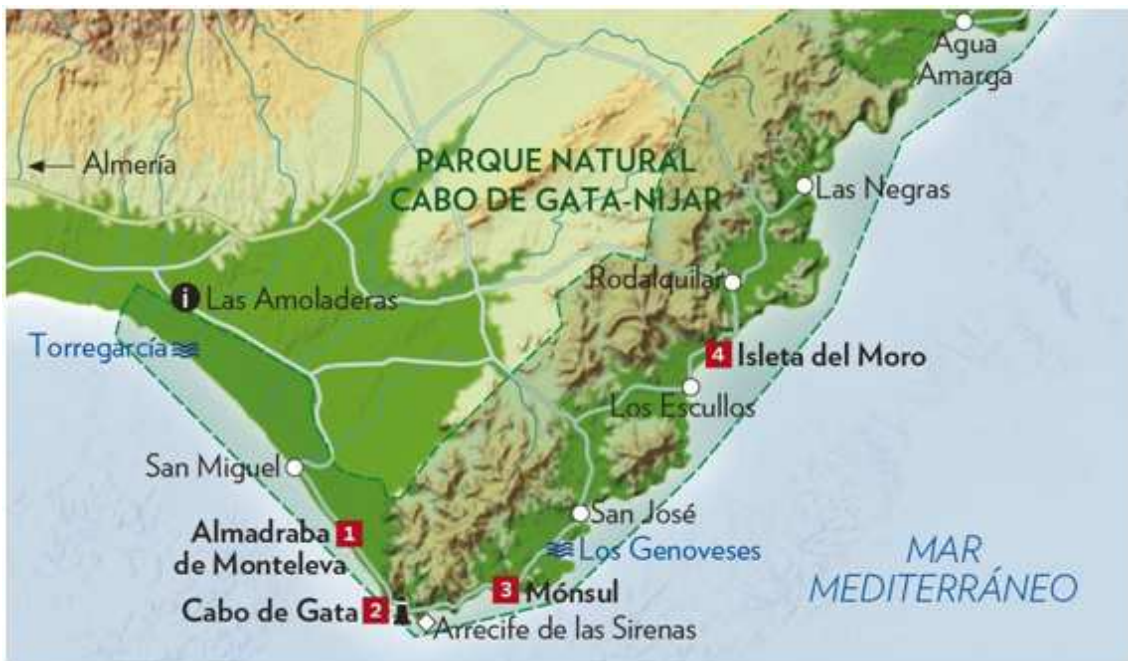 Agua
Amarga
← Almería
PARQUE NATURAL
CABO DE GATA-NIJAR
Las Negras
Rodalquilar
i Las Amoladeras
Torregarcía
4 Isleta del Moro
Los Escullos
San Miguel
San José
Almadraba 1
de Monteleva
Los Genoveses
MAR
MEDITERRÁNEO
3 Mónsul
Cabo de Gata 2
Arrecife de las Sirenas